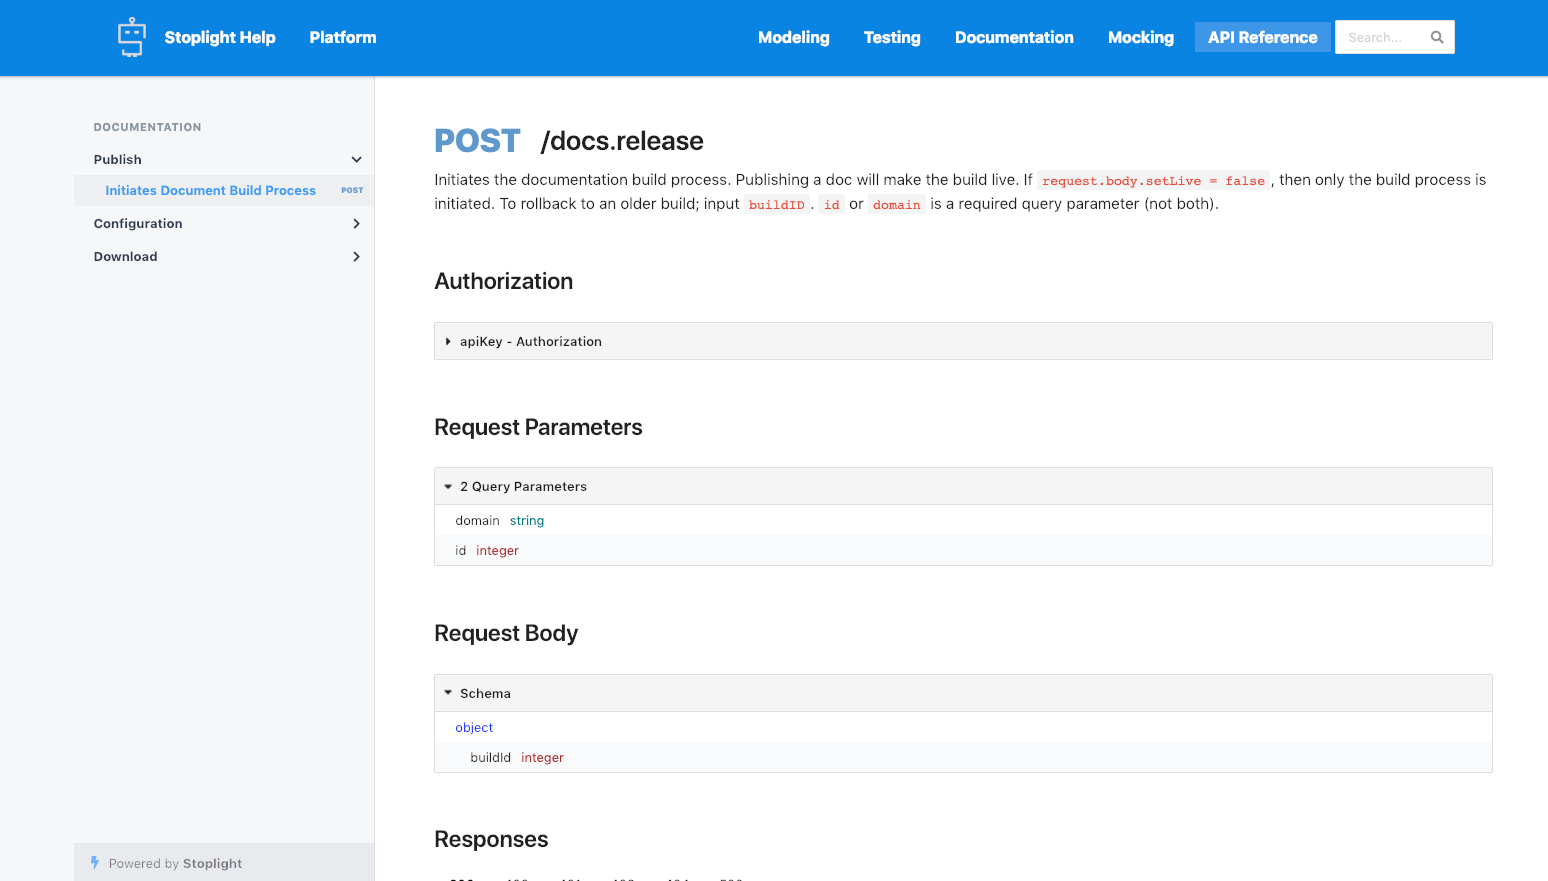 Stoplight Help Platform Modeling Testing Documentation Mocking API Reference Search...
DOCUMENTATION
Publish
Initiates Document Build Process POST
Configuration
Download
Powered by Stoplight
POST /docs.release
Initiates the documentation build process. Publishing a doc will make the build live. If request.body.setLive = false , then only the build process is
initiated. To rollback to an older build; input buildID . id or domain is a required query parameter (not both).
Authorization
apiKey - Authorization
Request Parameters
2 Query Parameters
domain string
id integer
Request Body
Schema
object
buildId integer
Responses